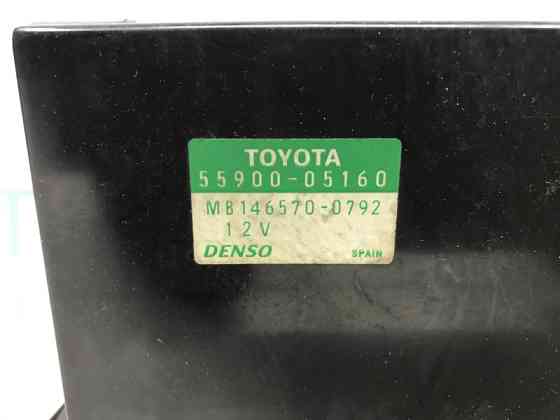 TOYOTA
55900-05160
MB146570-0792
12V
DENSO SPAIN